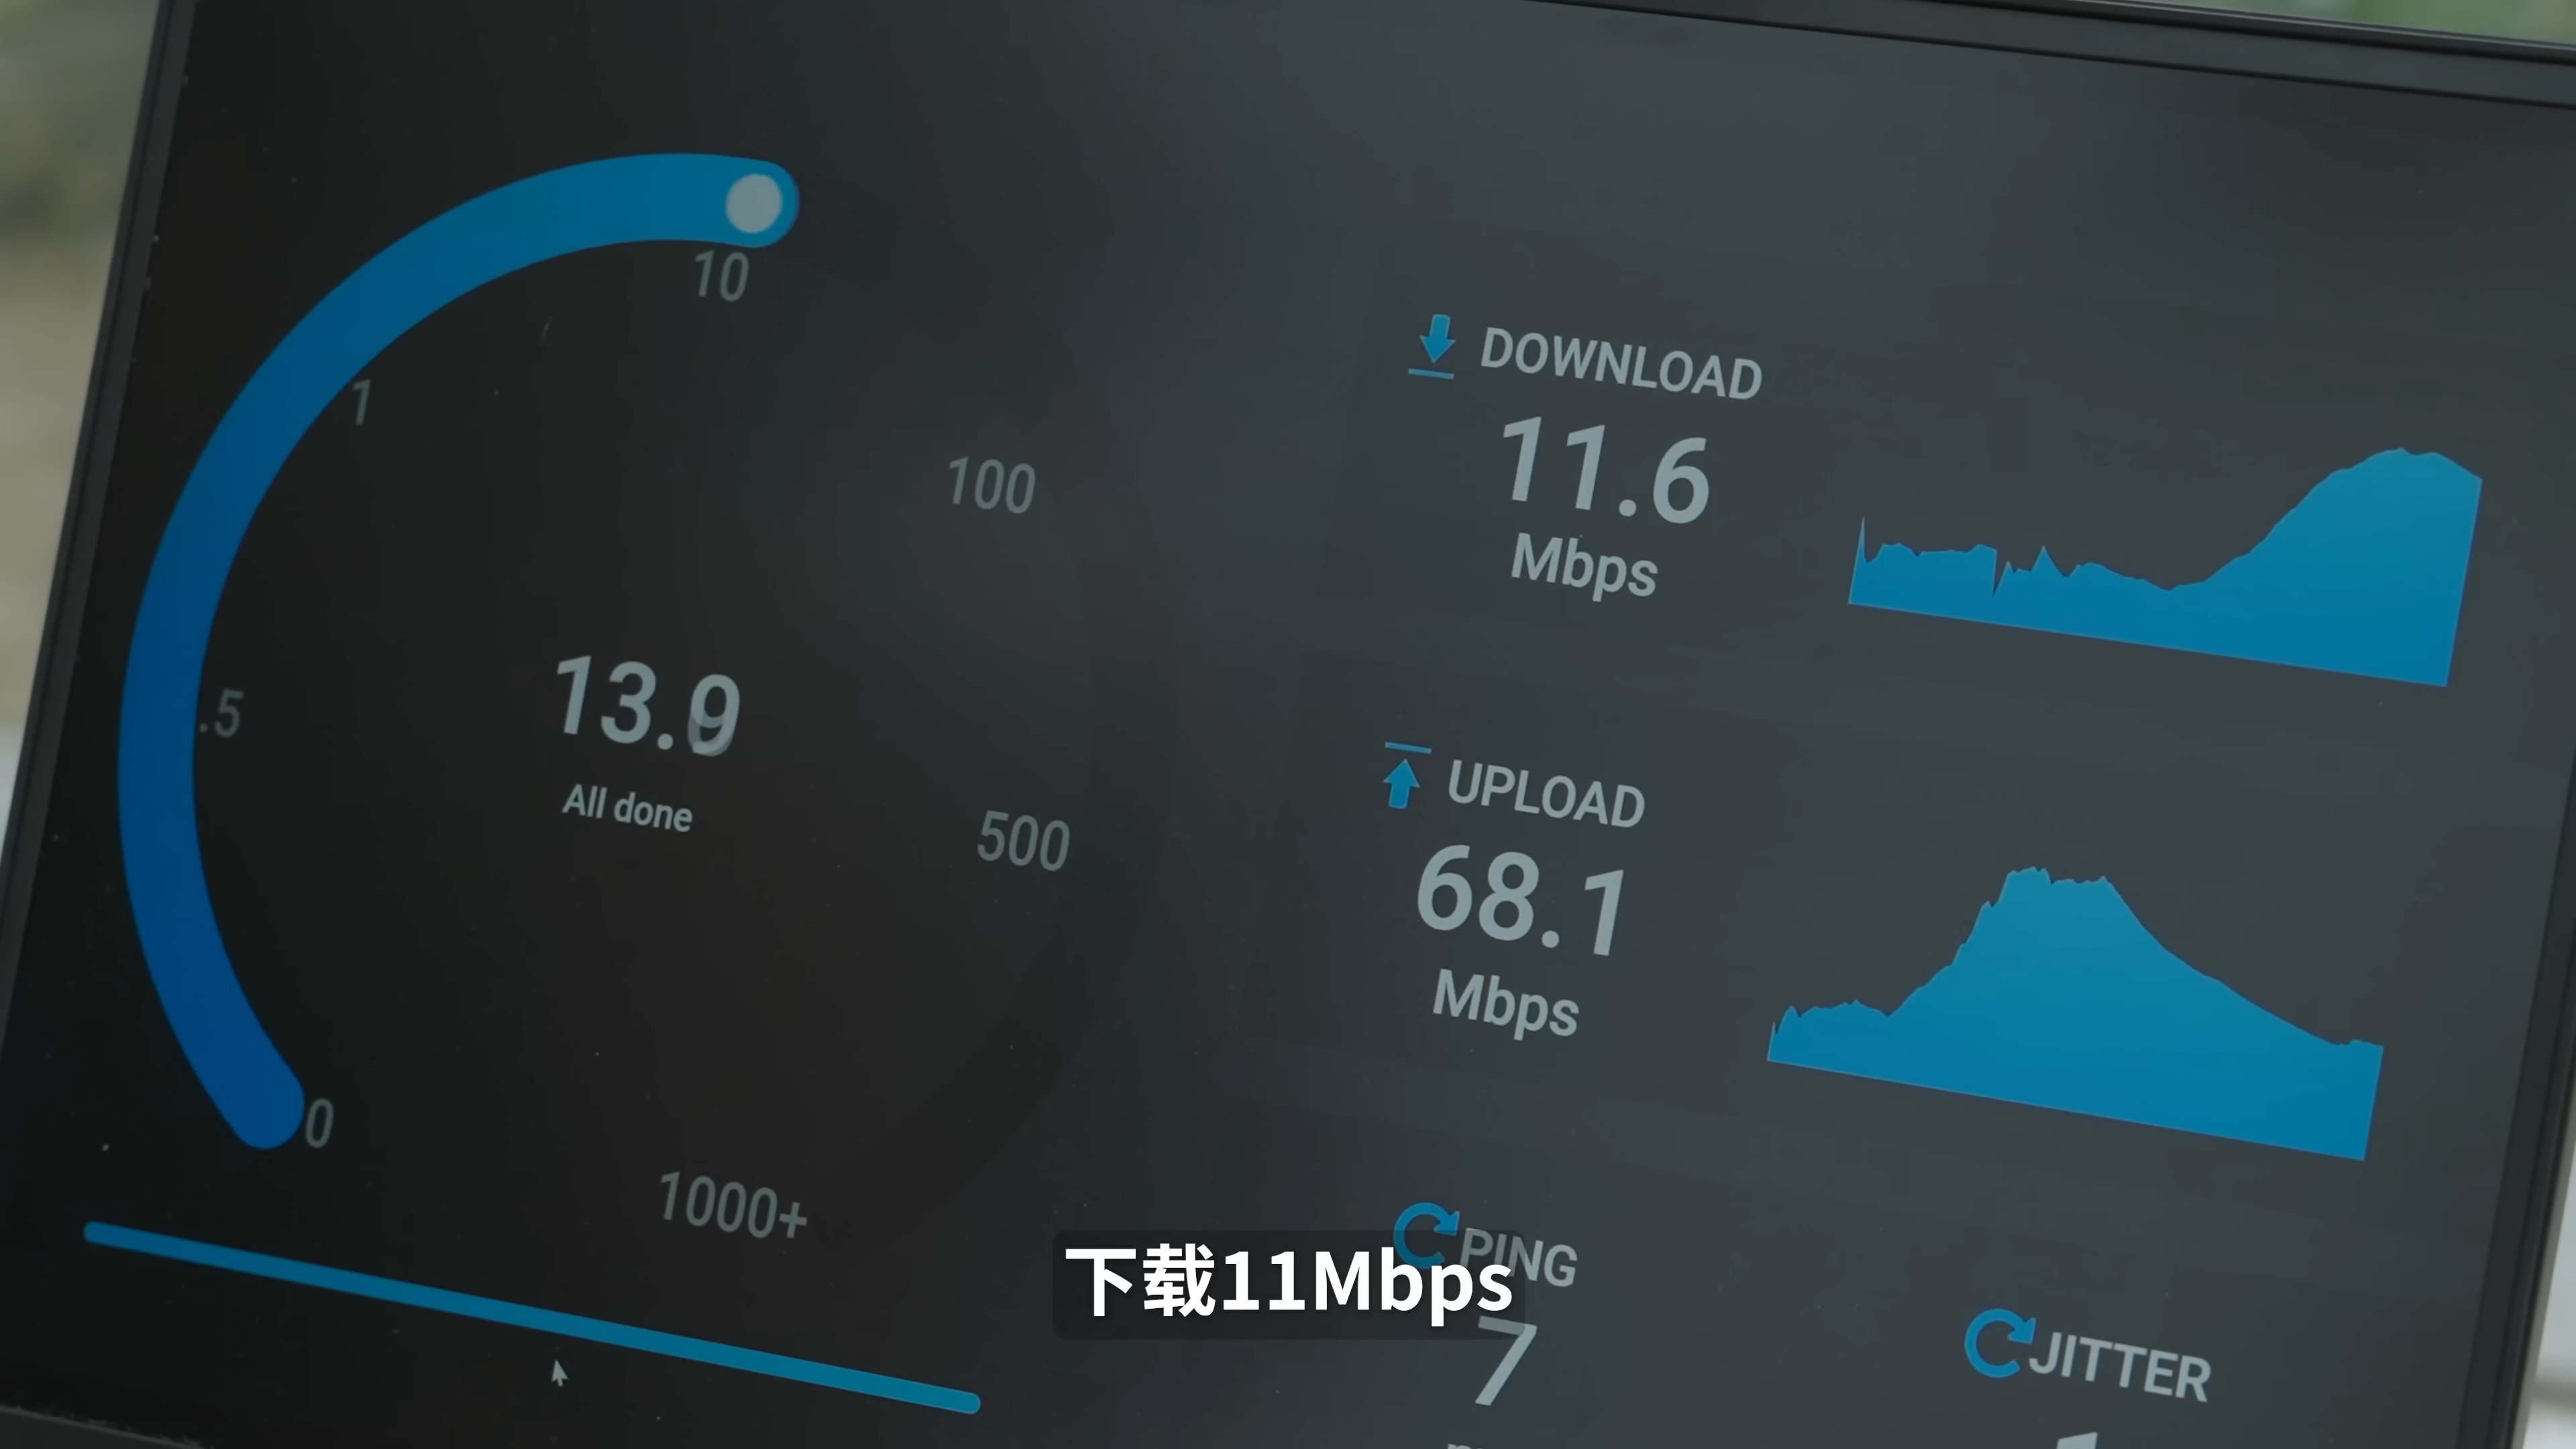 10
1
100
.5
13.9
All done
500
0
1000+
DOWNLOAD
11.6
Mbps
UPLOAD
68.1
Mbps
PING
7
JITTER
下载11Mbps